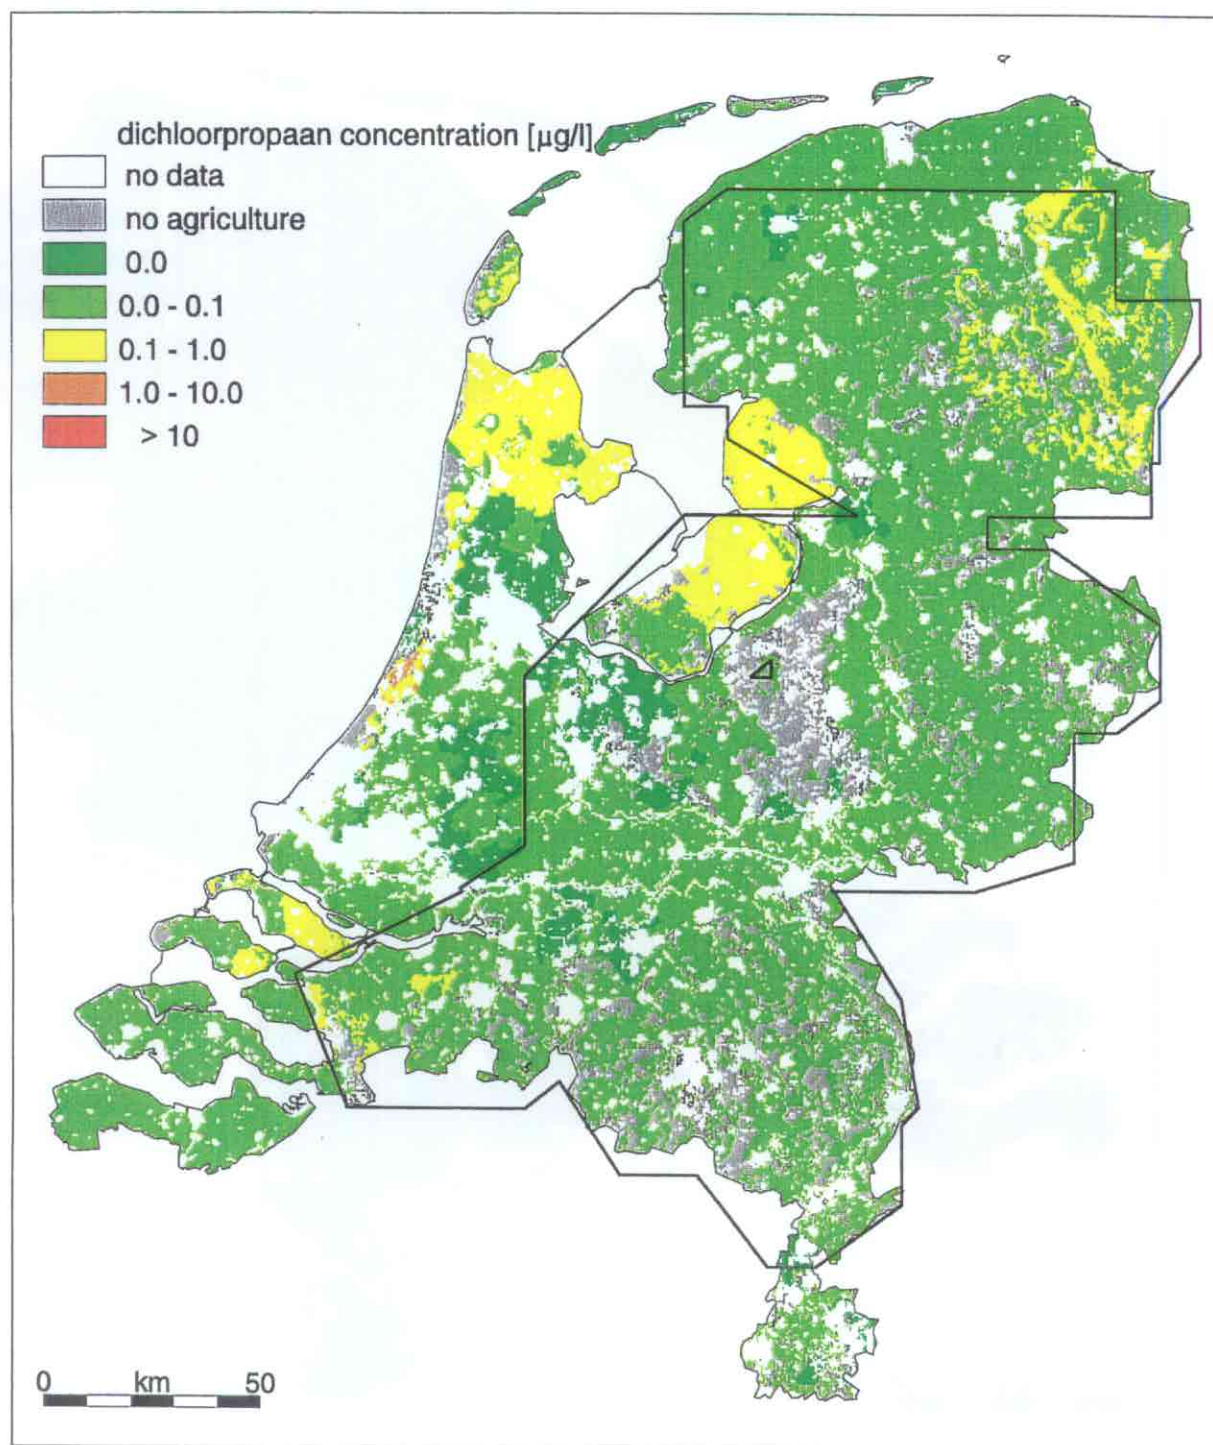 dichloorpropaan concentration [µg/l]
no data
no agriculture
0.0
0.0 - 0.1
0.1 - 1.0
1.0 - 10.0
> 10
0 km 50